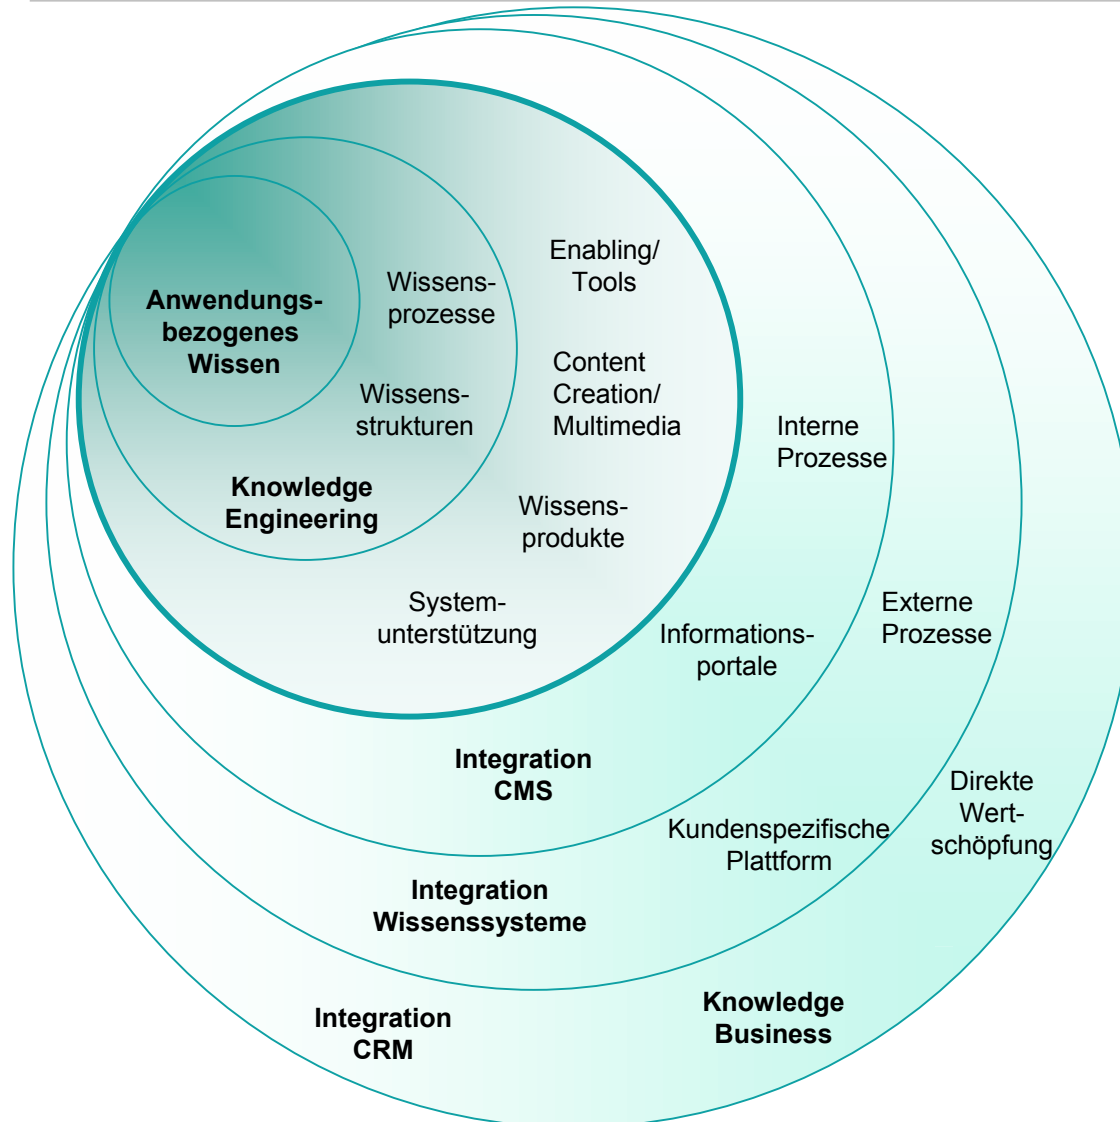 Enabling/
Tools
Wissens-
prozesse
Anwendungs-
bezogenes
Wissen
Content
Creation/
Multimedia
Wissens-
strukturen
Interne
Prozesse
Knowledge
Engineering
Wissens-
produkte
System-
unterstützung
Externe
Prozesse
Informations-
portale
Integration
CMS
Direkte
Wert-
schöpfung
Kundenspezifische
Plattform
Integration
Wissenssysteme
Knowledge
Business
Integration
CRM